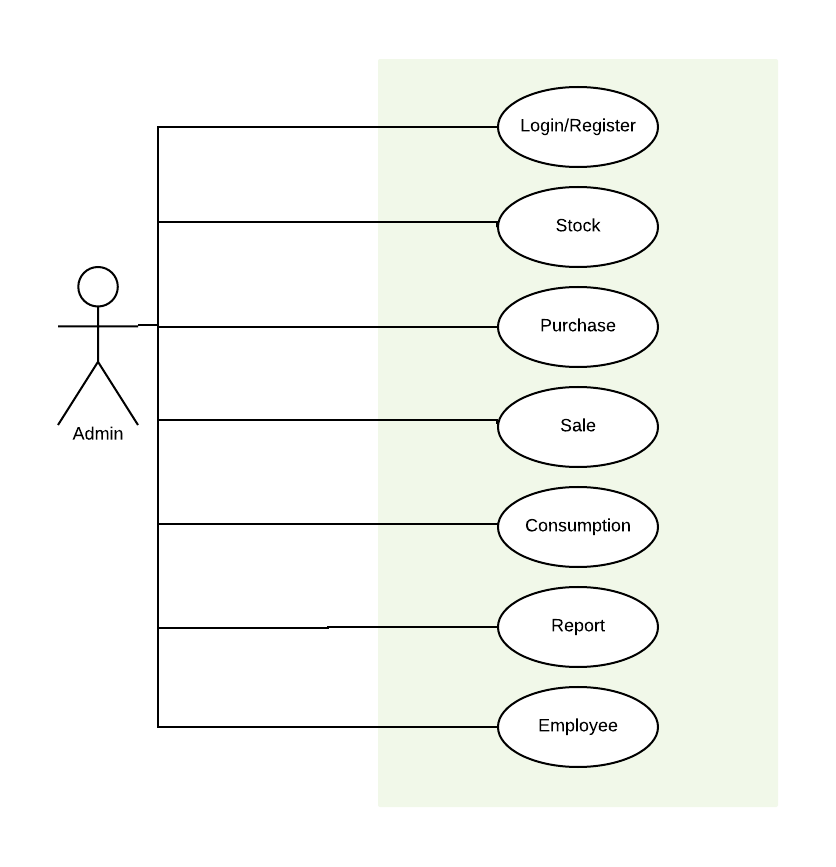 Login/Register
Stock
Purchase
Sale
Consumption
Report
Employee
Admin